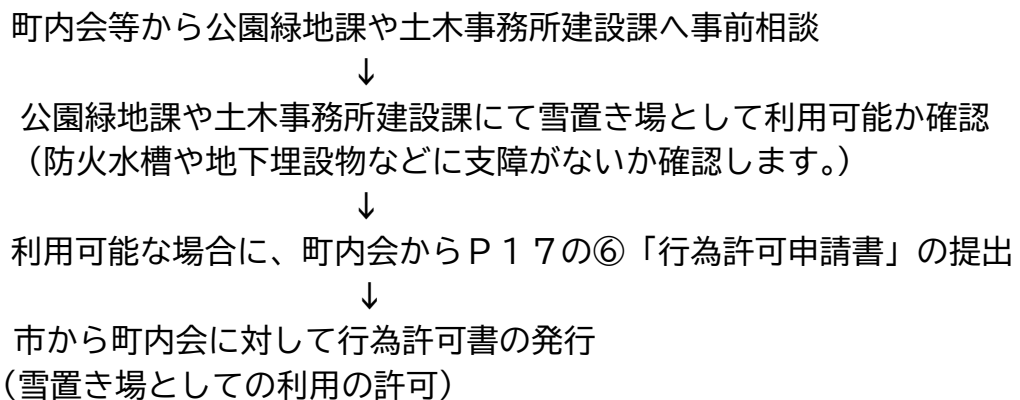 町内会等から公園緑地課や土木事務所建設課へ事前相談
↓
公園緑地課や土木事務所建設課にて雪置き場として利用可能か確認
（防火水槽や地下埋設物などに支障がないか確認します。）
↓
利用可能な場合に、町内会からＰ１７の⑥「行為許可申請書」の提出
↓
市から町内会に対して行為許可書の発行
（雪置き場としての利用の許可）